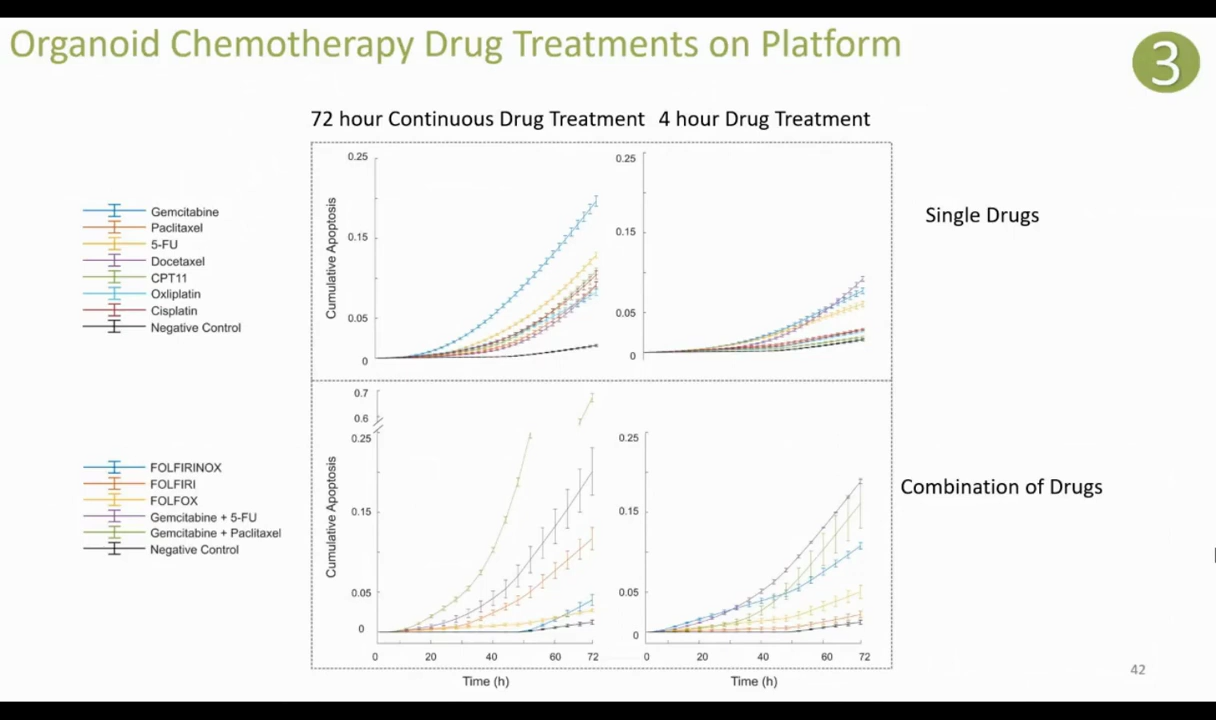 Organoid Chemotherapy Drug Treatments on Platform
3
72 hour Continuous Drug Treatment 4 hour Drug Treatment
Gemcitabine
Paclitaxel
5-FU
Docetaxel
CPT11
Oxliplatin
Cisplatin
Negative Control
Cumulative Apoptosis
0.25
0.15
0.05
0
0.25
0.15
0.05
0
Single Drugs
FOLFIRINOX
FOLFIRI
FOLFOX
Gemcitabine + 5-FU
Gemcitabine + Paclitaxel
Negative Control
Cumulative Apoptosis
0.7
0.6
0.25
0.15
0.05
0
0 20 40 60 72
Time (h)
0.25
0.15
0.05
0
0 20 40 60 72
Time (h)
Combination of Drugs
42